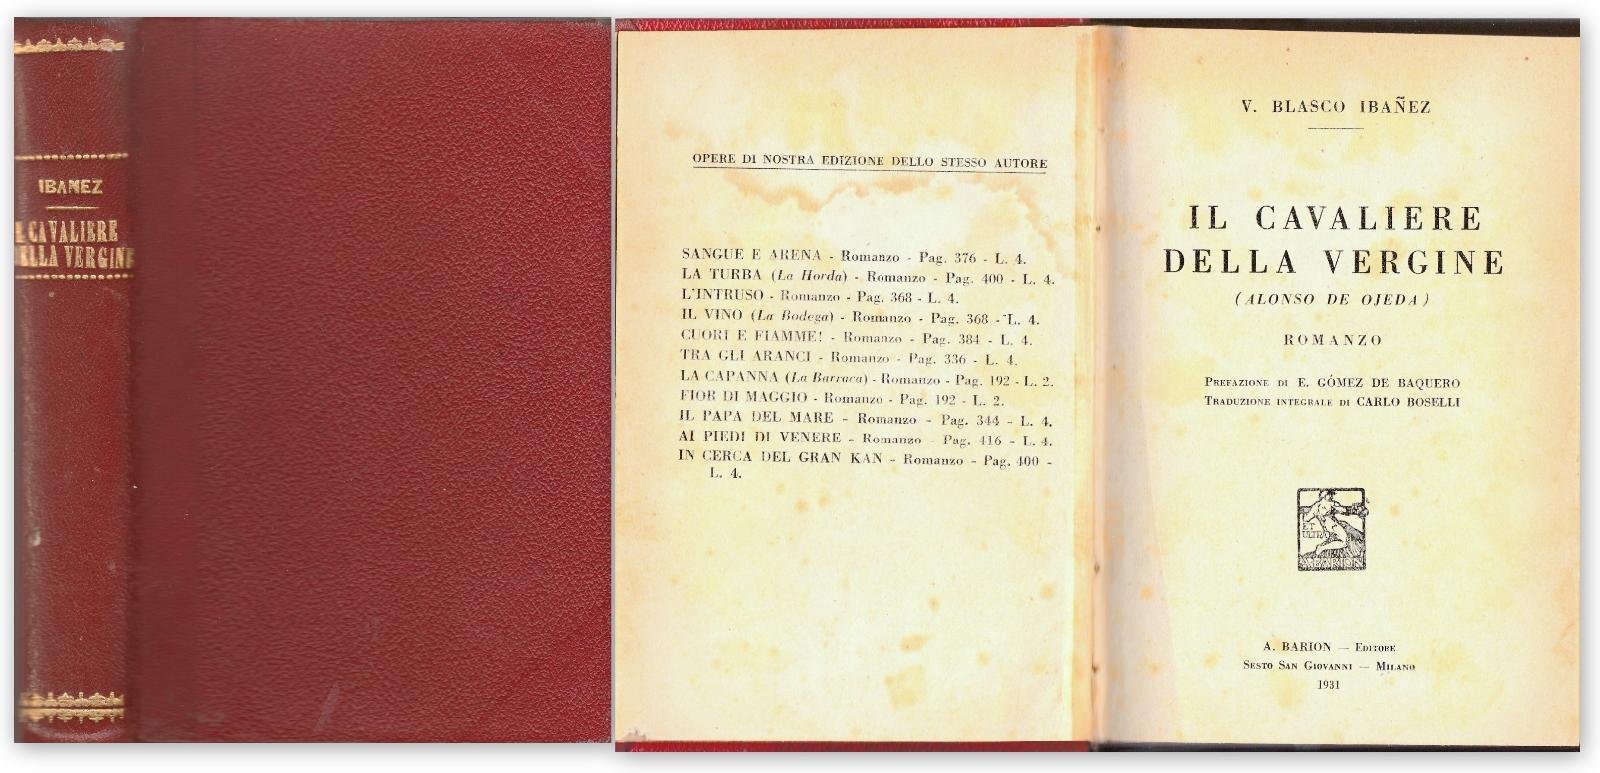 IBANEZ
IL CAVALIERE
DELLA VERGINE
OPERE DI NOSTRA EDIZIONE DELLO STESSO AUTORE
SANGUE E ARENA - Romanzo - Pag. 376 - L. 4.
LA TURBA (La Horda) - Romanzo - Pag. 400 - L. 4.
L'INTRUSO - Romanzo - Pag. 368 - L. 4.
IL VINO (La Bodega) - Romanzo - Pag. 368 - L. 4.
CUORI E FIAMME! - Romanzo - Pag. 384 - L. 4.
TRA GLI ARANCI - Romanzo - Pag. 336 - L. 4.
LA CAPANNA (La Barraca) - Romanzo - Pag. 192 - L. 2.
FIOR DI MAGGIO - Romanzo - Pag. 192 - L. 2.
IL PAPA DEL MARE - Romanzo - Pag. 344 - L. 4.
AI PIEDI DI VENERE - Romanzo - Pag. 416 - L. 4.
IN CERCA DEL GRAN KAN - Romanzo - Pag. 400 -
L. 4.
V. BLASCO IBAÑEZ
IL CAVALIERE
DELLA VERGINE
(ALONSO DE OJEDA)
ROMANZO
PREFAZIONE DI E. GÓMEZ DE BAQUERO
TRADUZIONE INTEGRALE DI CARLO BOSELLI
ET
ULTRA
A. BARION
A. BARION — EDITORE
SESTO SAN GIOVANNI — MILANO
1931